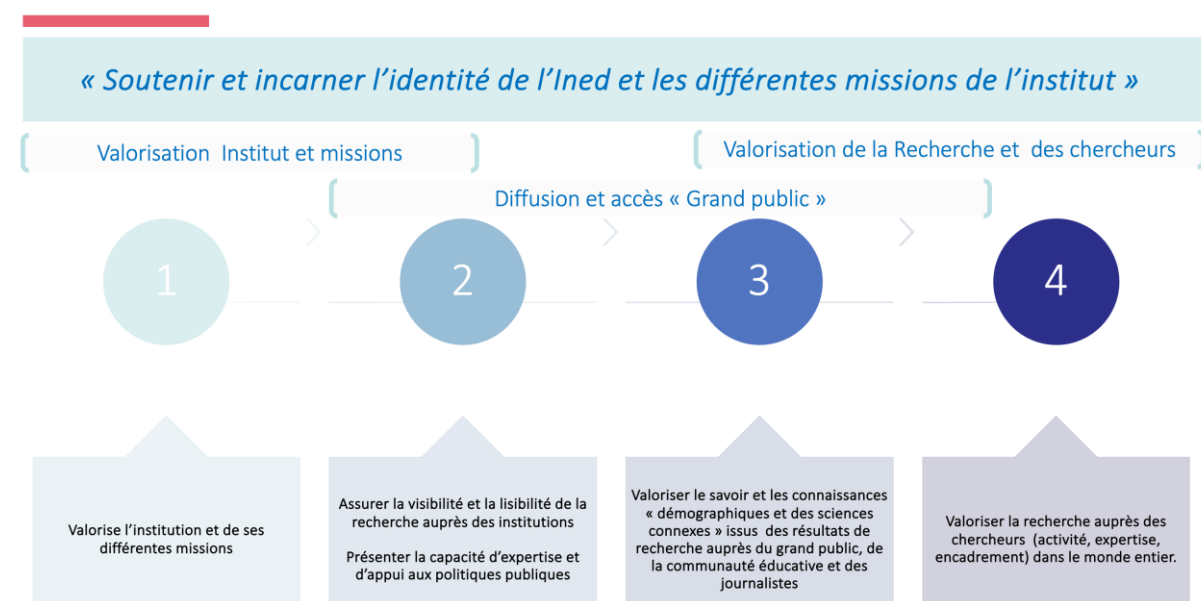 « Soutenir et incarner l’identité de l’Ined et les différentes missions de l’institut »
Valorisation Institut et missions
Valorisation de la Recherche et des chercheurs
Diffusion et accès « Grand public »
1
2
3
4
Valorise l’institution et de ses
différentes missions
Assurer la visibilité et la lisibilité de la
recherche auprès des institutions
Présenter la capacité d’expertise et
d’appui aux politiques publiques
Valoriser le savoir et les connaissances
« démographiques et des sciences
connexes » issus des résultats de
recherche auprès du grand public, de
la communauté éducative et des
journalistes
Valoriser la recherche auprès des
chercheurs (activité, expertise,
encadrement) dans le monde entier.